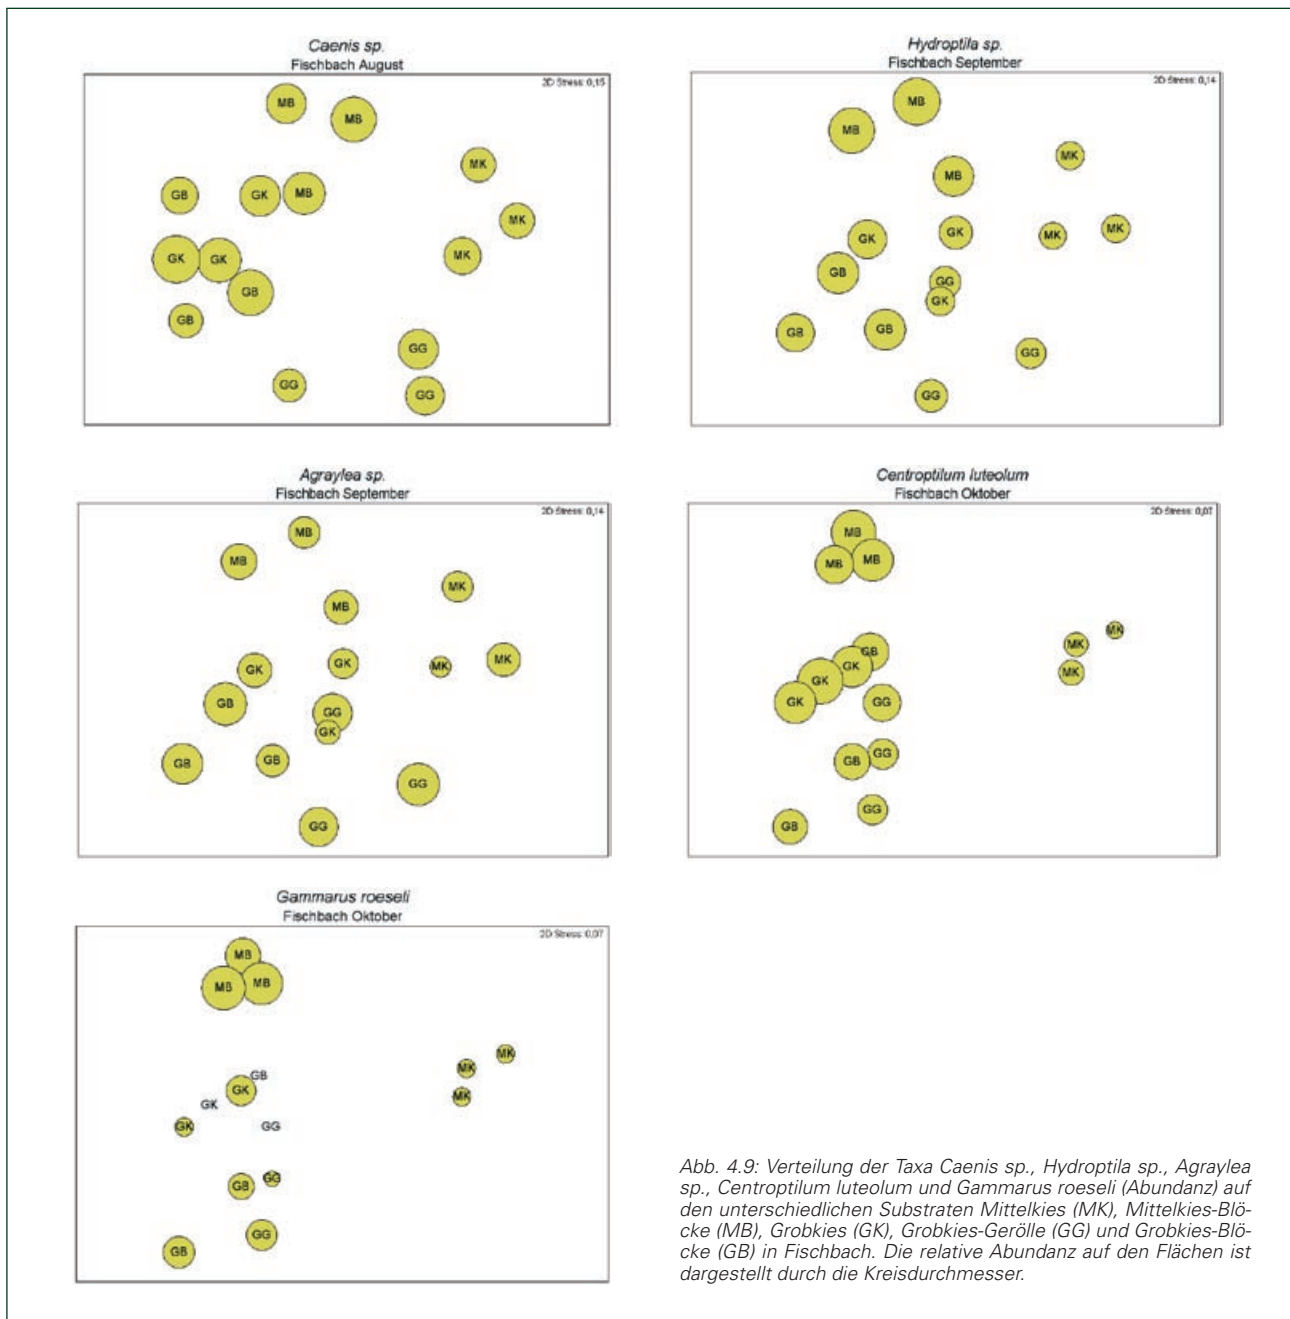 Caenis sp.
Fischbach August
2D Stress: 0,15
MB
MB
MK
GB
GK
MB
MK
GK
GK
MK
GB
GB
GG
GG
GG
Hydroptila sp.
Fischbach September
2D Stress: 0,14
MB
MB
MK
MB
GK
GK
MK
MK
GB
GG
GK
GB
GB
GG
GG
Agraylea sp.
Fischbach September
2D Stress: 0,14
MB
MB
MK
MB
GK
GK
MK
MK
GB
GG
GK
GB
GB
GG
GG
Centroptilum luteolum
Fischbach Oktober
2D Stress: 0,07
MB
MB
MB
MK
MK
GB
GK
MK
GK
GK
GG
GB
GG
GG
GB
Gammarus roeseli
Fischbach Oktober
2D Stress: 0,07
MB
MB
MB
MK
MK
GB
GK
MK
GK
GK
GG
GB
GG
GG
GB
Abb. 4.9: Verteilung der Taxa Caenis sp., Hydroptila sp., Agraylea
sp., Centroptilum luteolum und Gammarus roeseli (Abundanz) auf
den unterschiedlichen Substraten Mittelkies (MK), Mittelkies-Blö-
cke (MB), Grobkies (GK), Grobkies-Gerölle (GG) und Grobkies-Blö-
cke (GB) in Fischbach. Die relative Abundanz auf den Flächen ist
dargestellt durch die Kreisdurchmesser.